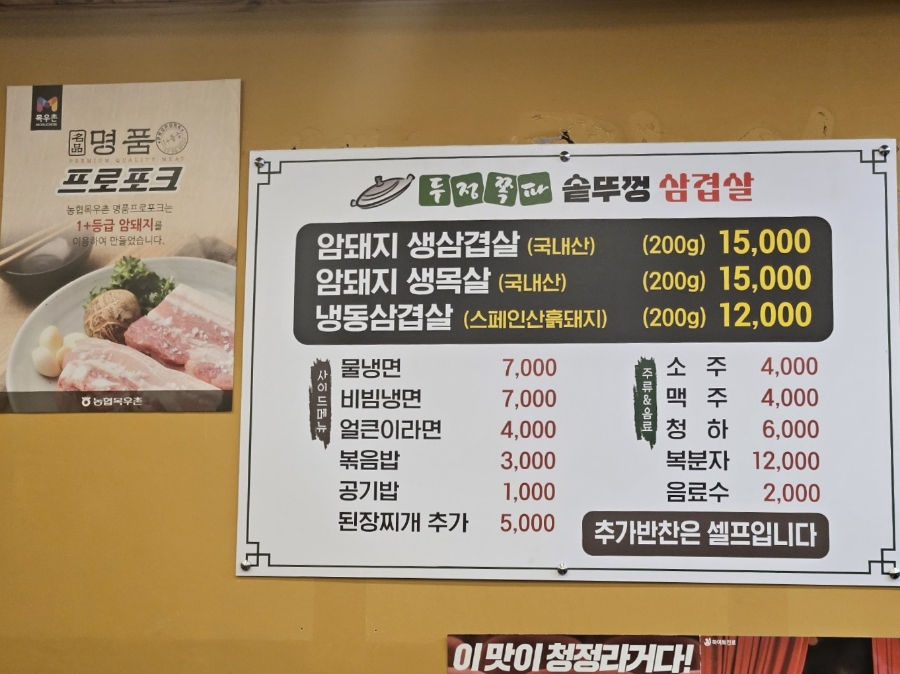 목우촌
名品 명품
PREMIUM QUALITY MEAT
프로포크
농협목우촌 명품프로포크는
1+등급 암돼지를
이용하여 만들었습니다.
농협목우촌
두정쪽파 솥뚜껑 삼겹살
암돼지 생삼겹살 (국내산) (200g) 15,000
암돼지 생목살 (국내산) (200g) 15,000
냉동삼겹살 (스페인산흙돼지) (200g) 12,000
사이드메뉴
물냉면 7,000
비빔냉면 7,000
얼큰이라면 4,000
볶음밥 3,000
공기밥 1,000
된장찌개 추가 5,000
주류&음료
소 주 4,000
맥 주 4,000
청 하 6,000
복분자 12,000
음료수 2,000
추가반찬은 셀프입니다
이 맛이 청정라거다!
하이트진로